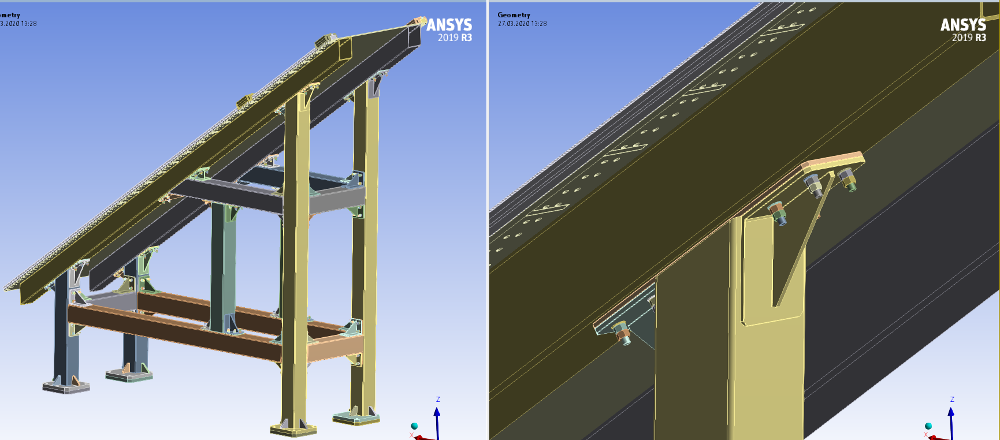 ometry
3.2020 13:28
ANSYS
2019 R3
Z
X
Geometry
27.03.2020 13:28
ANSYS
2019 R3
Z
X